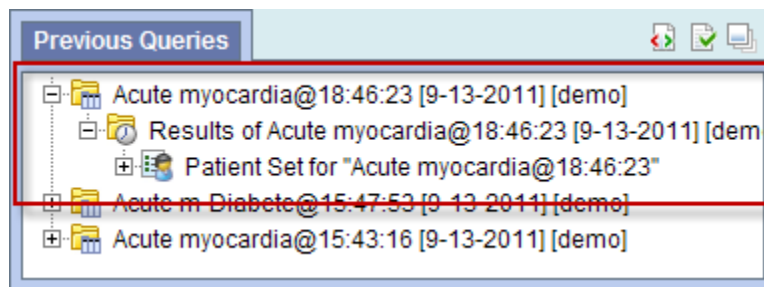 Previous Queries
Acute myocardia@18:46:23 [9-13-2011] [demo]
Results of Acute myocardia@18:46:23 [9-13-2011] [dem
Patient Set for "Acute myocardia@18:46:23"
Acute m-Diabete@15:47:53 [9-13-2011] [demo]
Acute myocardia@15:43:16 [9-13-2011] [demo]